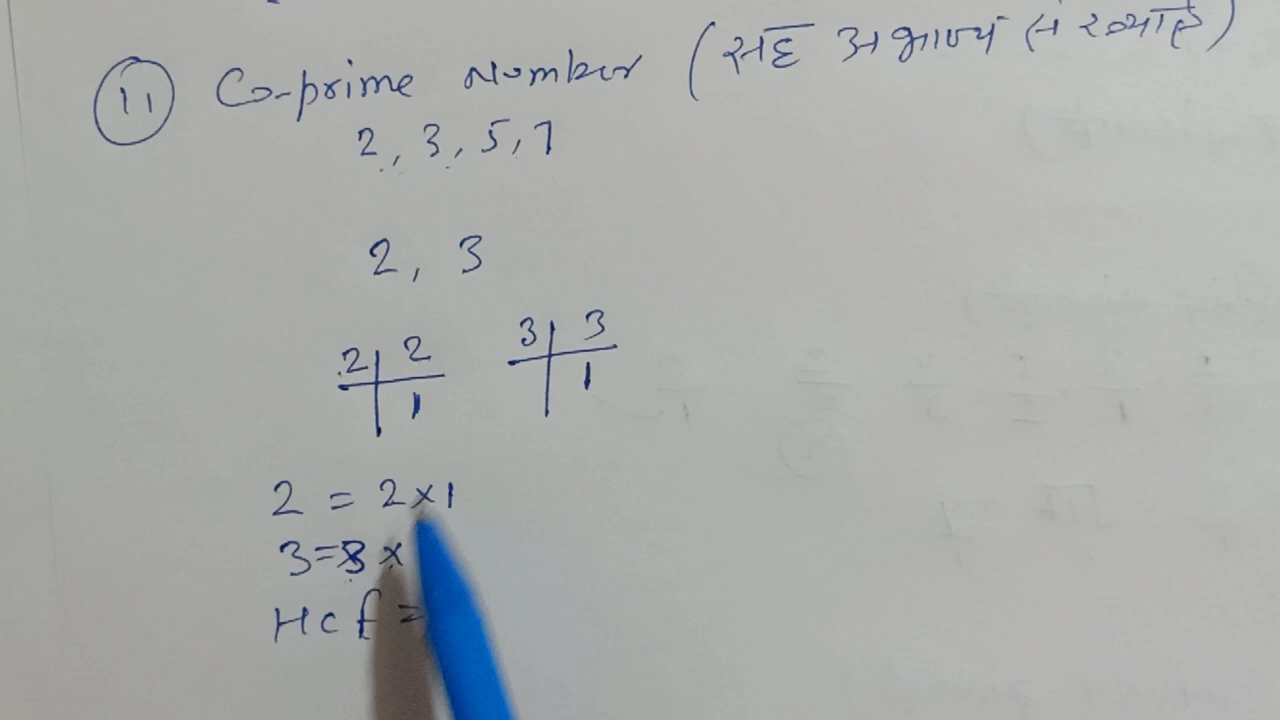 11 Co-prime Number (सह अभाज्य संख्याएं)
2, 3, 5, 7
2, 3
2 | 2 3 | 3
1 1
2 = 2×1
3 = 3×
Hcf =